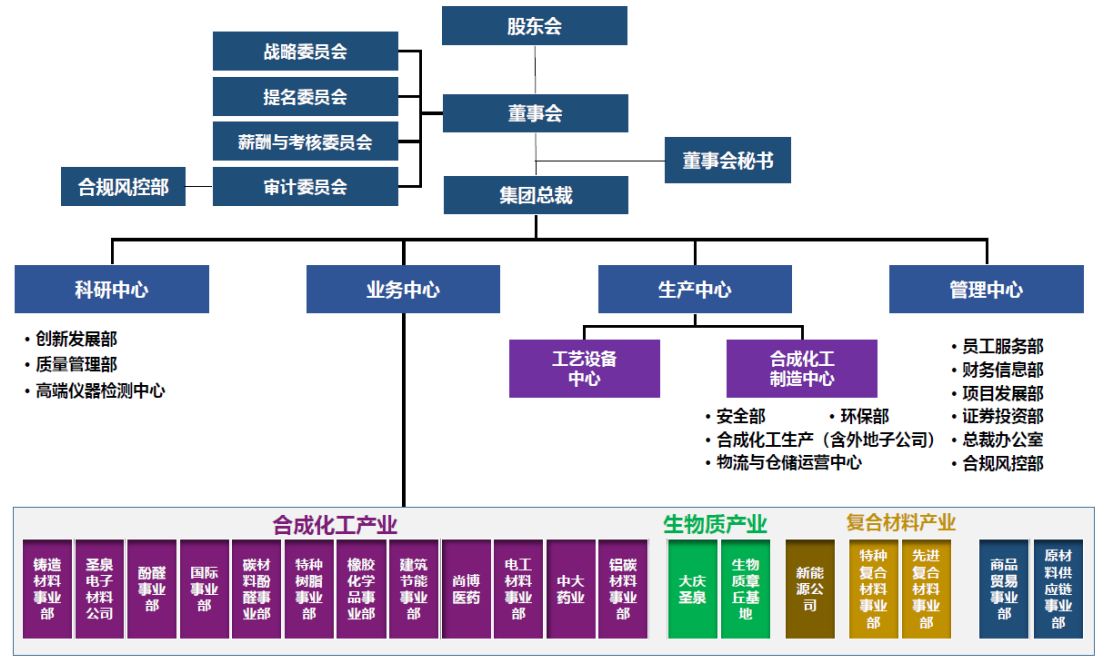 股东会
战略委员会
提名委员会
董事会
薪酬与考核委员会
董事会秘书
合规风控部
审计委员会
集团总裁
科研中心
业务中心
生产中心
管理中心
• 创新发展部
• 质量管理部
• 高端仪器检测中心
工艺设备
中心
合成化工
制造中心
• 安全部
• 环保部
• 合成化工生产（含外地子公司）
• 物流与仓储运营中心
• 员工服务部
• 财务信息部
• 项目发展部
• 证券投资部
• 总裁办公室
• 合规风控部
合成化工产业
生物质产业
复合材料产业
铸造
材料
事业
部
圣泉
电子
材料
公司
酚醛
事业
部
国际
事业
部
碳材
料酚
醛事
业部
特种
树脂
事业
部
橡胶
化学
品事
业部
建筑
节能
事业
部
尚博
医药
电工
材料
事业
部
中大
药业
铝碳
材料
事业
部
大庆
圣泉
生物
质章
丘基
地
新能
源公
司
特种
复合
材料
事业
部
先进
复合
材料
事业
部
商品
贸易
事业
部
原材
料供
应链
事业
部